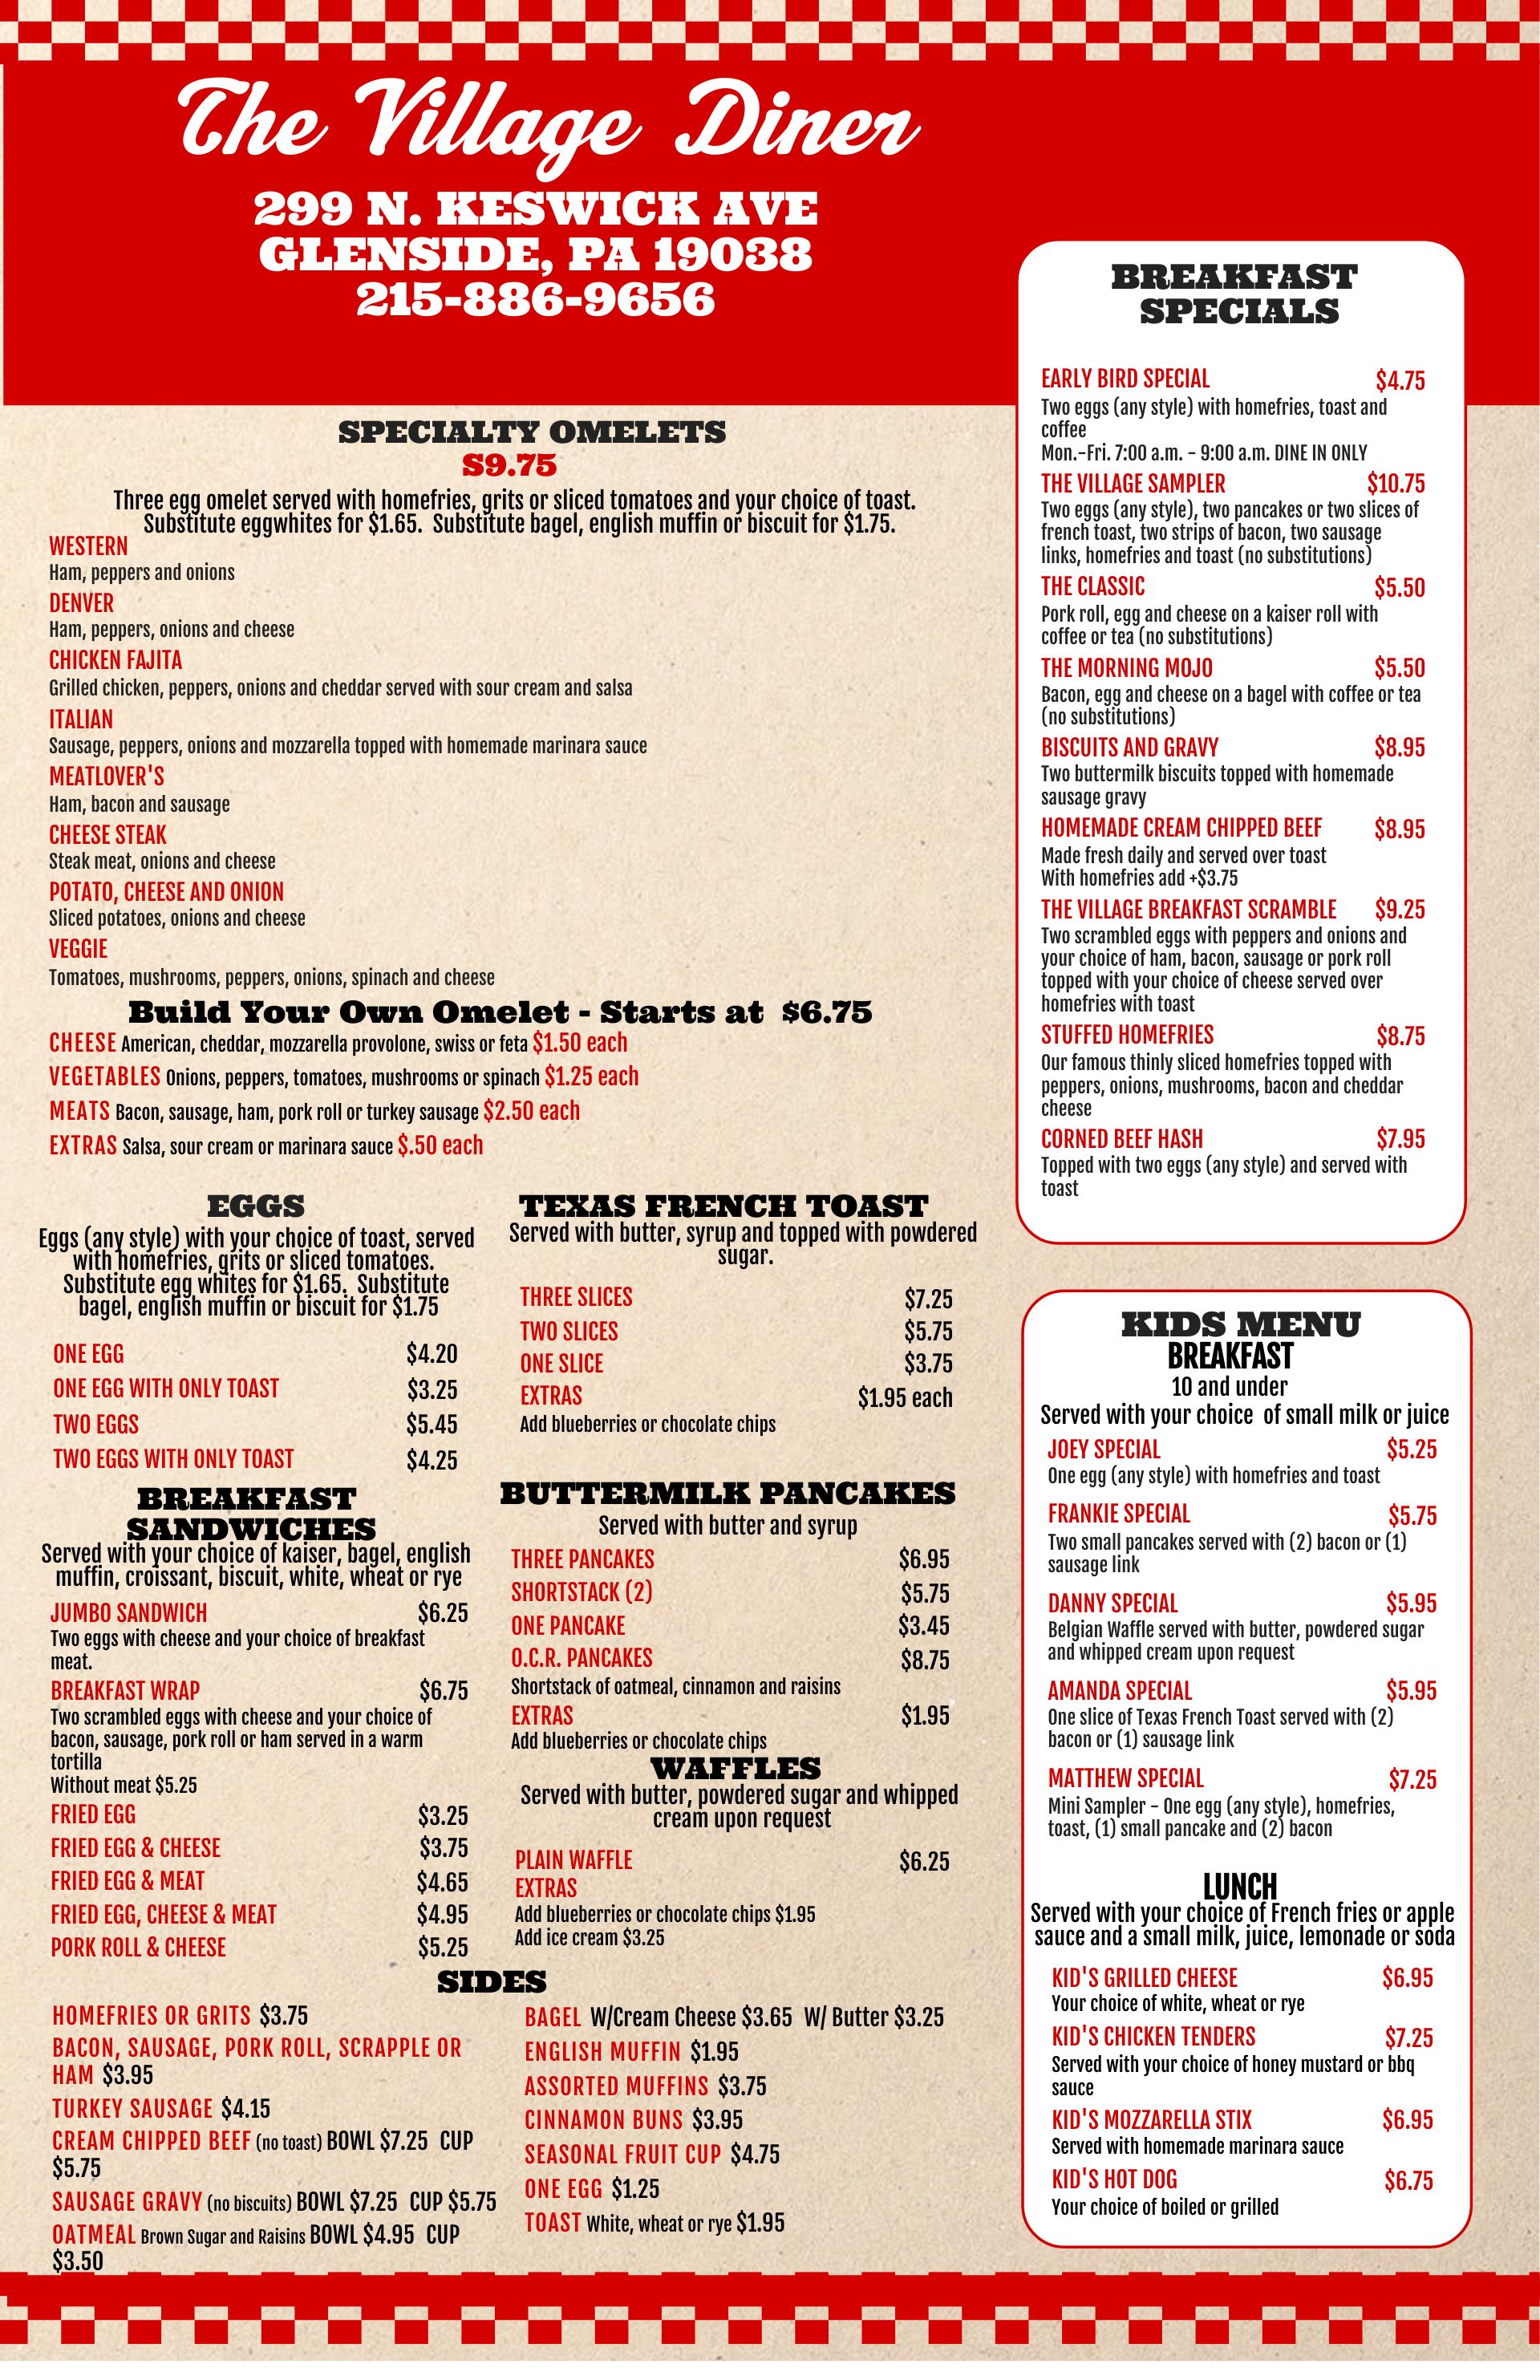 The Village Diner
299 N. KESWICK AVE
GLENSIDE, PA 19038
215-886-9656
SPECIALTY OMELETS
$9.75
Three egg omelet served with homefries, grits or sliced tomatoes and your choice of toast.
Substitute eggwhites for $1.65. Substitute bagel, english muffin or biscuit for $1.75.
WESTERN
Ham, peppers and onions
DENVER
Ham, peppers, onions and cheese
CHICKEN FAJITA
Grilled chicken, peppers, onions and cheddar served with sour cream and salsa
ITALIAN
Sausage, peppers, onions and mozzarella topped with homemade marinara sauce
MEATLOVER'S
Ham, bacon and sausage
CHEESE STEAK
Steak meat, onions and cheese
POTATO, CHEESE AND ONION
Sliced potatoes, onions and cheese
VEGGIE
Tomatoes, mushrooms, peppers, onions, spinach and cheese
Build Your Own Omelet - Starts at $6.75
CHEESE American, cheddar, mozzarella provolone, swiss or feta $1.50 each
VEGETABLES Onions, peppers, tomatoes, mushrooms or spinach $1.25 each
MEATS Bacon, sausage, ham, pork roll or turkey sausage $2.50 each
EXTRAS Salsa, sour cream or marinara sauce $.50 each
EGGS
Eggs (any style) with your choice of toast, served
with homefries, grits or sliced tomatoes.
Substitute egg whites for $1.65. Substitute
bagel, english muffin or biscuit for $1.75
ONE EGG $4.20
ONE EGG WITH ONLY TOAST $3.25
TWO EGGS $5.45
TWO EGGS WITH ONLY TOAST $4.25
BREAKFAST
SANDWICHES
Served with your choice of kaiser, bagel, english
muffin, croissant, biscuit, white, wheat or rye
JUMBO SANDWICH $6.25
Two eggs with cheese and your choice of breakfast
meat.
BREAKFAST WRAP $6.75
Two scrambled eggs with cheese and your choice of
bacon, sausage, pork roll or ham served in a warm
tortilla
Without meat $5.25
FRIED EGG $3.25
FRIED EGG & CHEESE $3.75
FRIED EGG & MEAT $4.65
FRIED EGG, CHEESE & MEAT $4.95
PORK ROLL & CHEESE $5.25
TEXAS FRENCH TOAST
Served with butter, syrup and topped with powdered
sugar.
THREE SLICES $7.25
TWO SLICES $5.75
ONE SLICE $3.75
EXTRAS $1.95 each
Add blueberries or chocolate chips
BUTTERMILK PANCAKES
Served with butter and syrup
THREE PANCAKES $6.95
SHORTSTACK (2) $5.75
ONE PANCAKE $3.45
O.C.R. PANCAKES $8.75
Shortstack of oatmeal, cinnamon and raisins
EXTRAS $1.95
Add blueberries or chocolate chips
WAFFLES
Served with butter, powdered sugar and whipped
cream upon request
PLAIN WAFFLE $6.25
EXTRAS
Add blueberries or chocolate chips $1.95
Add ice cream $3.25
SIDES
HOMEFRIES OR GRITS $3.75
BACON, SAUSAGE, PORK ROLL, SCRAPPLE OR
HAM $3.95
TURKEY SAUSAGE $4.15
CREAM CHIPPED BEEF (no toast) BOWL $7.25 CUP
$5.75
SAUSAGE GRAVY (no biscuits) BOWL $7.25 CUP $5.75
OATMEAL Brown Sugar and Raisins BOWL $4.95 CUP
$3.50
BAGEL W/Cream Cheese $3.65 W/ Butter $3.25
ENGLISH MUFFIN $1.95
ASSORTED MUFFINS $3.75
CINNAMON BUNS $3.95
SEASONAL FRUIT CUP $4.75
ONE EGG $1.25
TOAST White, wheat or rye $1.95
BREAKFAST
SPECIALS
EARLY BIRD SPECIAL $4.75
Two eggs (any style) with homefries, toast and
coffee
Mon.-Fri. 7:00 a.m. - 9:00 a.m. DINE IN ONLY
THE VILLAGE SAMPLER $10.75
Two eggs (any style), two pancakes or two slices of
french toast, two strips of bacon, two sausage
links, homefries and toast (no substitutions)
THE CLASSIC $5.50
Pork roll, egg and cheese on a kaiser roll with
coffee or tea (no substitutions)
THE MORNING MOJO $5.50
Bacon, egg and cheese on a bagel with coffee or tea
(no substitutions)
BISCUITS AND GRAVY $8.95
Two buttermilk biscuits topped with homemade
sausage gravy
HOMEMADE CREAM CHIPPED BEEF $8.95
Made fresh daily and served over toast
With homefries add +$3.75
THE VILLAGE BREAKFAST SCRAMBLE $9.25
Two scrambled eggs with peppers and onions and
your choice of ham, bacon, sausage or pork roll
topped with your choice of cheese served over
homefries with toast
STUFFED HOMEFRIES $8.75
Our famous thinly sliced homefries topped with
peppers, onions, mushrooms, bacon and cheddar
cheese
CORNED BEEF HASH $7.95
Topped with two eggs (any style) and served with
toast
KIDS MENU
BREAKFAST
10 and under
Served with your choice of small milk or juice
JOEY SPECIAL $5.25
One egg (any style) with homefries and toast
FRANKIE SPECIAL $5.75
Two small pancakes served with (2) bacon or (1)
sausage link
DANNY SPECIAL $5.95
Belgian Waffle served with butter, powdered sugar
and whipped cream upon request
AMANDA SPECIAL $5.95
One slice of Texas French Toast served with (2)
bacon or (1) sausage link
MATTHEW SPECIAL $7.25
Mini Sampler - One egg (any style), homefries,
toast, (1) small pancake and (2) bacon
LUNCH
Served with your choice of French fries or apple
sauce and a small milk, juice, lemonade or soda
KID'S GRILLED CHEESE $6.95
Your choice of white, wheat or rye
KID'S CHICKEN TENDERS $7.25
Served with your choice of honey mustard or bbq
sauce
KID'S MOZZARELLA STIX $6.95
Served with homemade marinara sauce
KID'S HOT DOG $6.75
Your choice of boiled or grilled